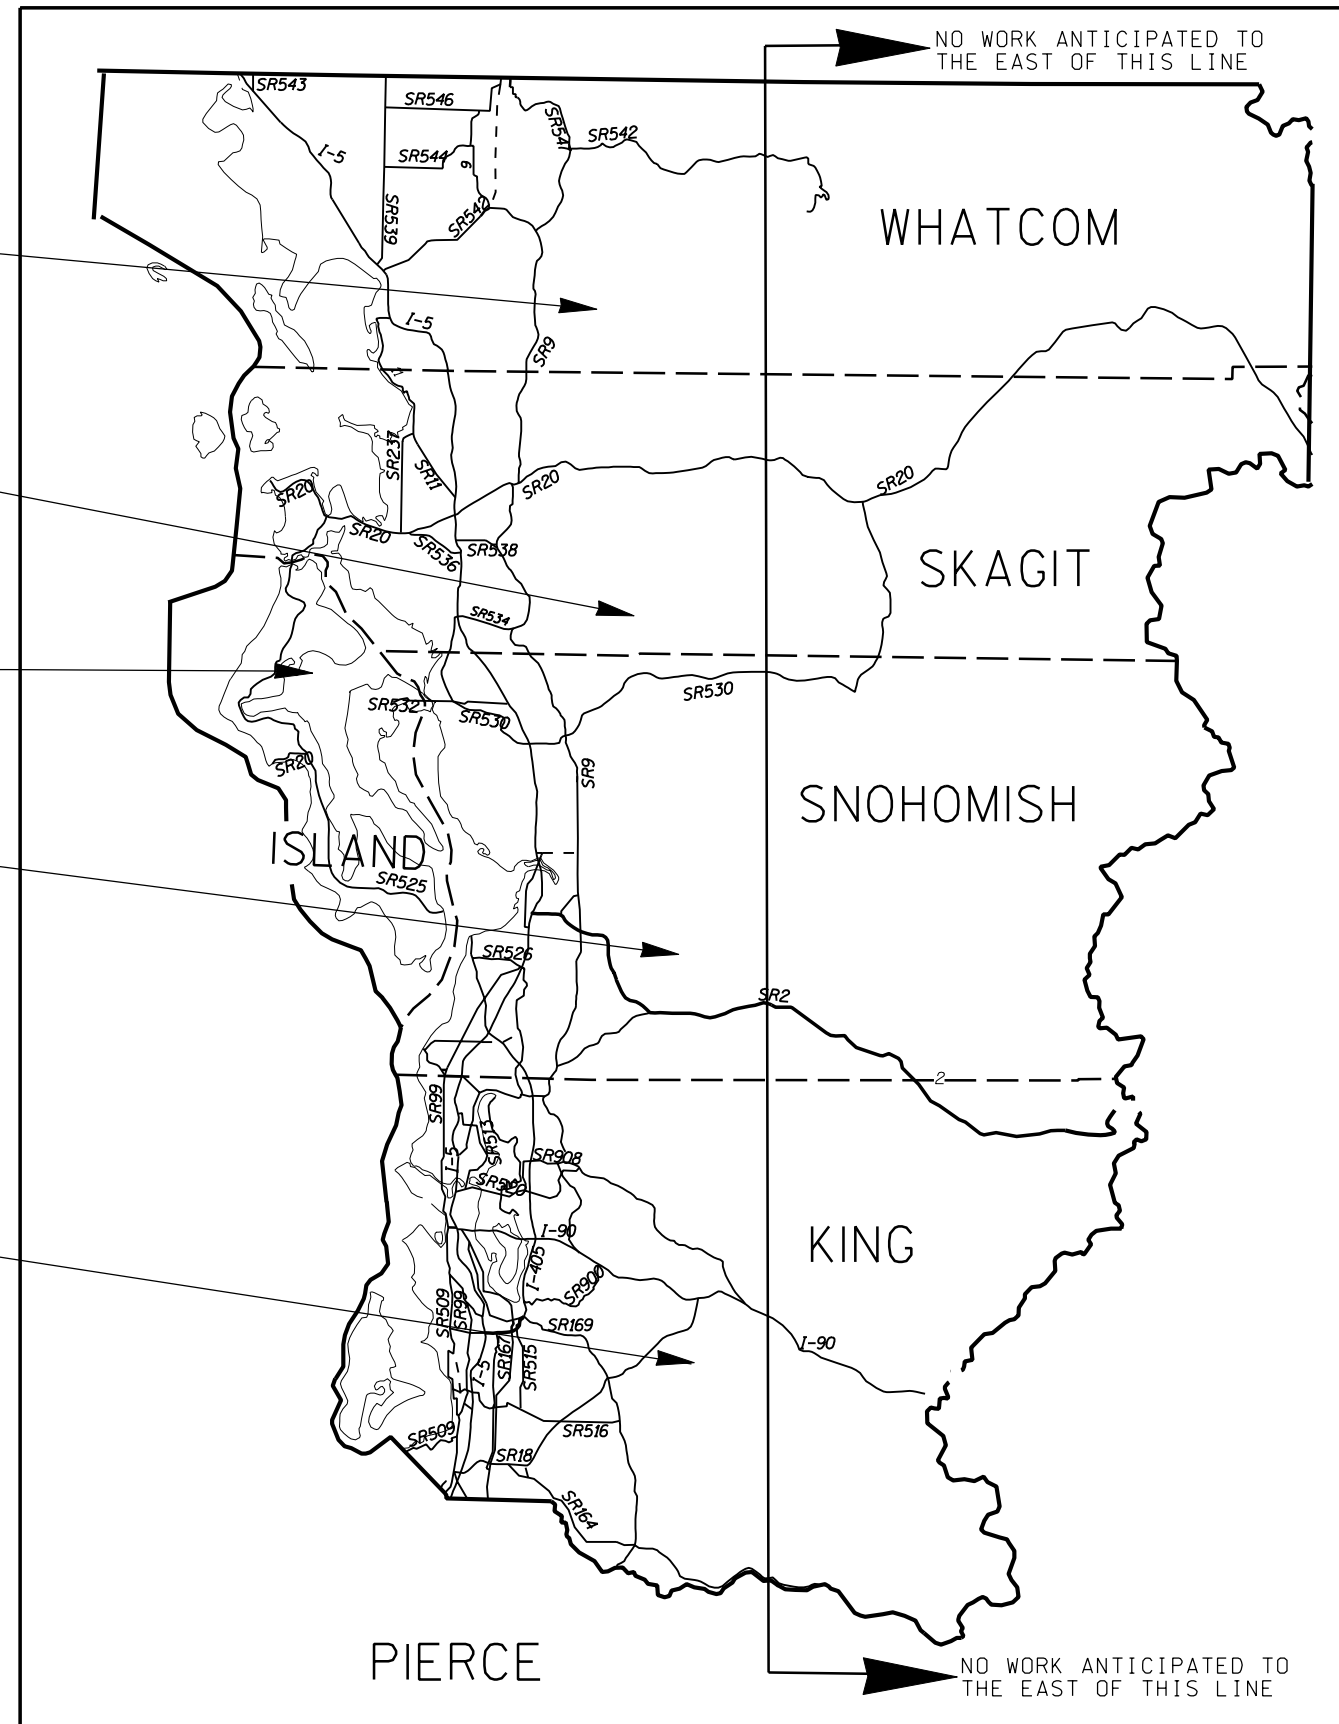 NO WORK ANTICIPATED TO
THE EAST OF THIS LINE
SR543
SR546
SR541
SR542
I-5
SR544
9
SR539
SR542
WHATCOM
I-5
SR9
11
SR237
SR11
SR20
SR20
SR20
SR20
SR536
SR538
SKAGIT
SR534
SR532
SR530
SR530
SR20
SR9
SNOHOMISH
ISLAND
SR525
SR526
SR2
2
SR99
SR513
I-5
SR908
SR520
I-90
KING
I-405
SR900
SR509
SR99
SR169
I-90
SR167
SR515
I-5
SR509
SR516
SR18
SR164
PIERCE
NO WORK ANTICIPATED TO
THE EAST OF THIS LINE